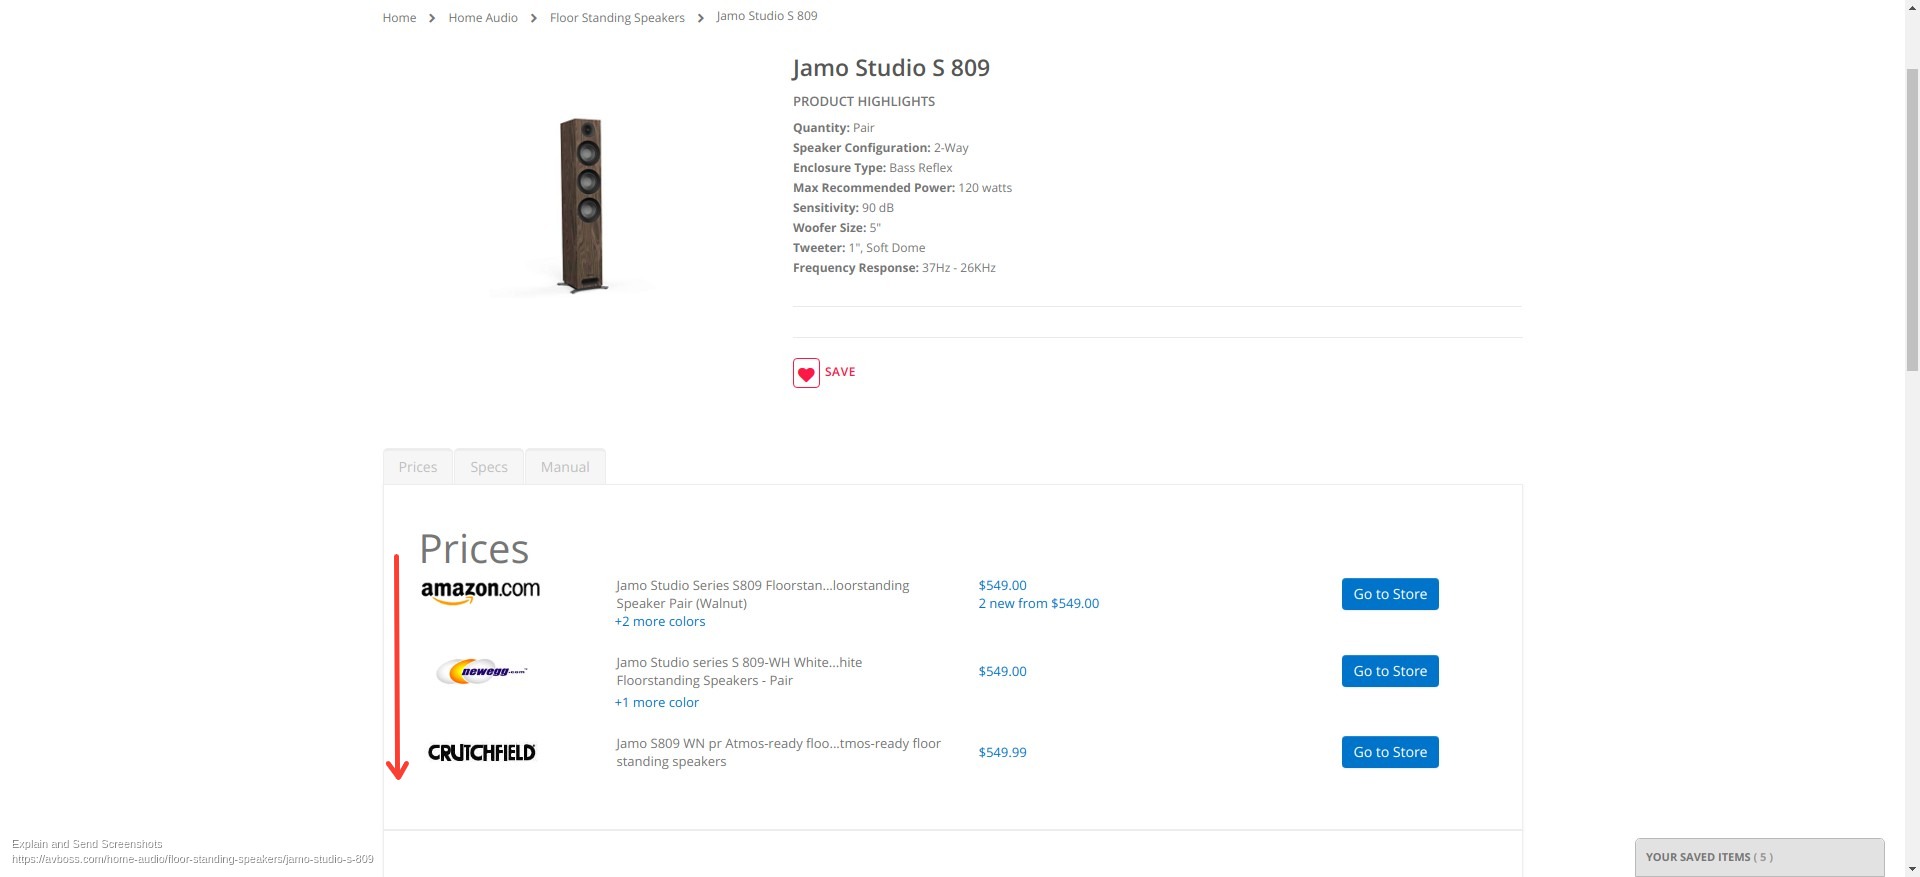 Home > Home Audio > Floor Standing Speakers > Jamo Studio S 809
Jamo Studio S 809
PRODUCT HIGHLIGHTS
Quantity: Pair
Speaker Configuration: 2-Way
Enclosure Type: Bass Reflex
Max Recommended Power: 120 watts
Sensitivity: 90 dB
Woofer Size: 5"
Tweeter: 1", Soft Dome
Frequency Response: 37Hz - 26KHz
SAVE
Prices Specs Manual
Prices
amazon.com
Jamo Studio Series S809 Floorstan...loorstanding
Speaker Pair (Walnut)
+2 more colors
$549.00
2 new from $549.00
Go to Store
newegg.com
Jamo Studio series S 809-WH White...hite
Floorstanding Speakers - Pair
+1 more color
$549.00
Go to Store
CRUTCHFIELD
Jamo S809 WN pr Atmos-ready floo...tmos-ready floor
standing speakers
$549.99
Go to Store
Explain and Send Screenshots
https://avboss.com/home-audio/floor-standing-speakers/jamo-studio-s-809
YOUR SAVED ITEMS ( 5 )